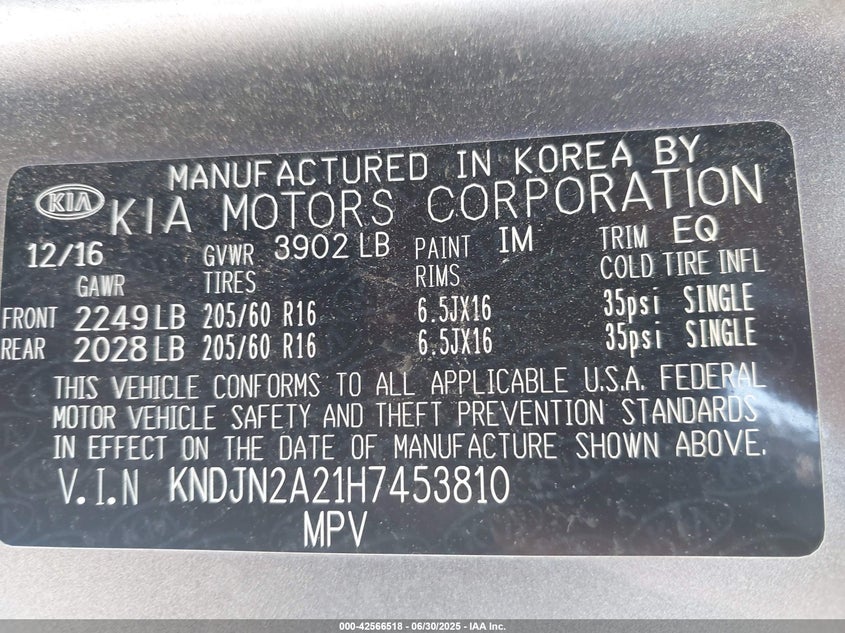 MANUFACTURED IN KOREA BY
KIA KIA MOTORS CORPORATION
12/16 GVWR 3902 LB PAINT IM TRIM EQ
GAWR TIRES RIMS COLD TIRE INFL
FRONT 2249 LB 205/60 R16 6.5JX16 35psi SINGLE
REAR 2028 LB 205/60 R16 6.5JX16 35psi SINGLE
THIS VEHICLE CONFORMS TO ALL APPLICABLE U.S.A. FEDERAL
MOTOR VEHICLE SAFETY AND THEFT PREVENTION STANDARDS
IN EFFECT ON THE DATE OF MANUFACTURE SHOWN ABOVE.
V.I.N KNDJN2A21H7453810
MPV
000-42566518 - 06/30/2025 - IAA Inc.